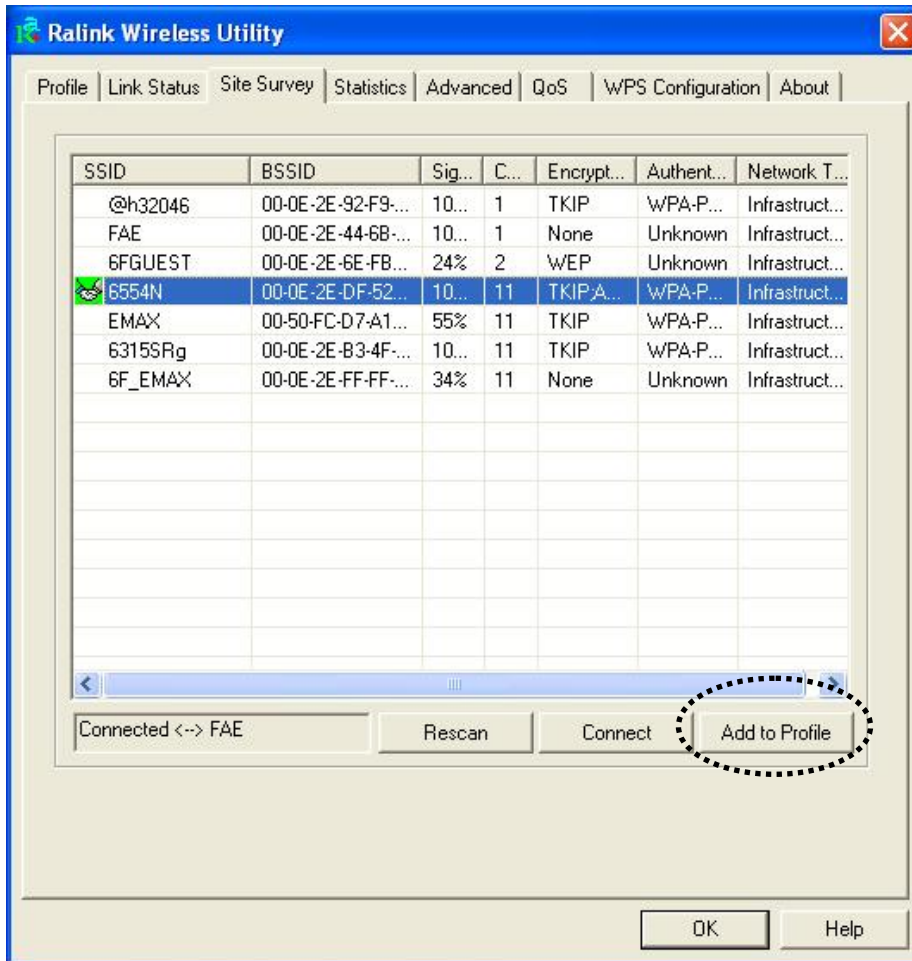 Ralink Wireless Utility
Profile Link Status Site Survey Statistics Advanced QoS WPS Configuration About
SSID BSSID Sig... C... Encrypt... Authent... Network T...
@h32046 00-0E-2E-92-F9-... 10... 1 TKIP WPA-P... Infrastruct...
FAE 00-0E-2E-44-6B-... 10... 1 None Unknown Infrastruct...
6FGUEST 00-0E-2E-6E-FB... 24% 2 WEP Unknown Infrastruct...
6554N 00-0E-2E-DF-52... 10... 11 TKIP;A... WPA-P... Infrastruct...
EMAX 00-50-FC-D7-A1... 55% 11 TKIP WPA-P... Infrastruct...
6315SRg 00-0E-2E-B3-4F-... 10... 11 TKIP WPA-P... Infrastruct...
6F_EMAX 00-0E-2E-FF-FF-... 34% 11 None Unknown Infrastruct...
Connected <--> FAE Rescan Connect Add to Profile
OK Help